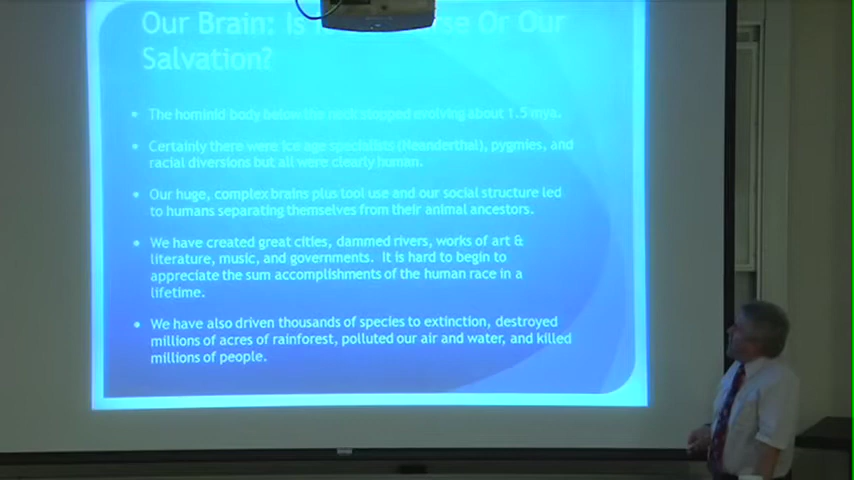 Our Brain: Is Or Our
Salvation?
• The hominid body below the neck stopped evolving about 1.5 mya.
• Certainly there were ice age specialists (Neanderthal), pygmies, and
racial diversions but all were clearly human.
• Our huge, complex brains plus tool use and our social structure led
to humans separating themselves from their animal ancestors.
• We have created great cities, dammed rivers, works of art &
literature, music, and governments. It is hard to begin to
appreciate the sum accomplishments of the human race in a
lifetime.
• We have also driven thousands of species to extinction, destroyed
millions of acres of rainforest, polluted our air and water, and killed
millions of people.